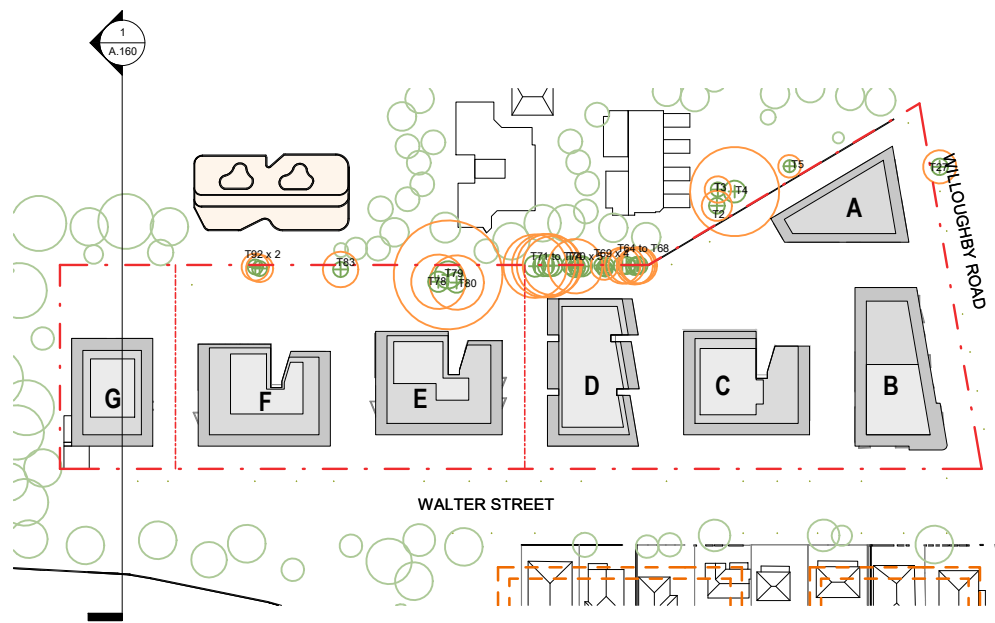 1
A.160
T5
T3
T4
T2
T27
WILLOUGHBY ROAD
A
T92 x 2
T83
T79
T78
T80
T71 to
T69 x 4
T64 to T68
G
F
E
D
C
B
WALTER STREET